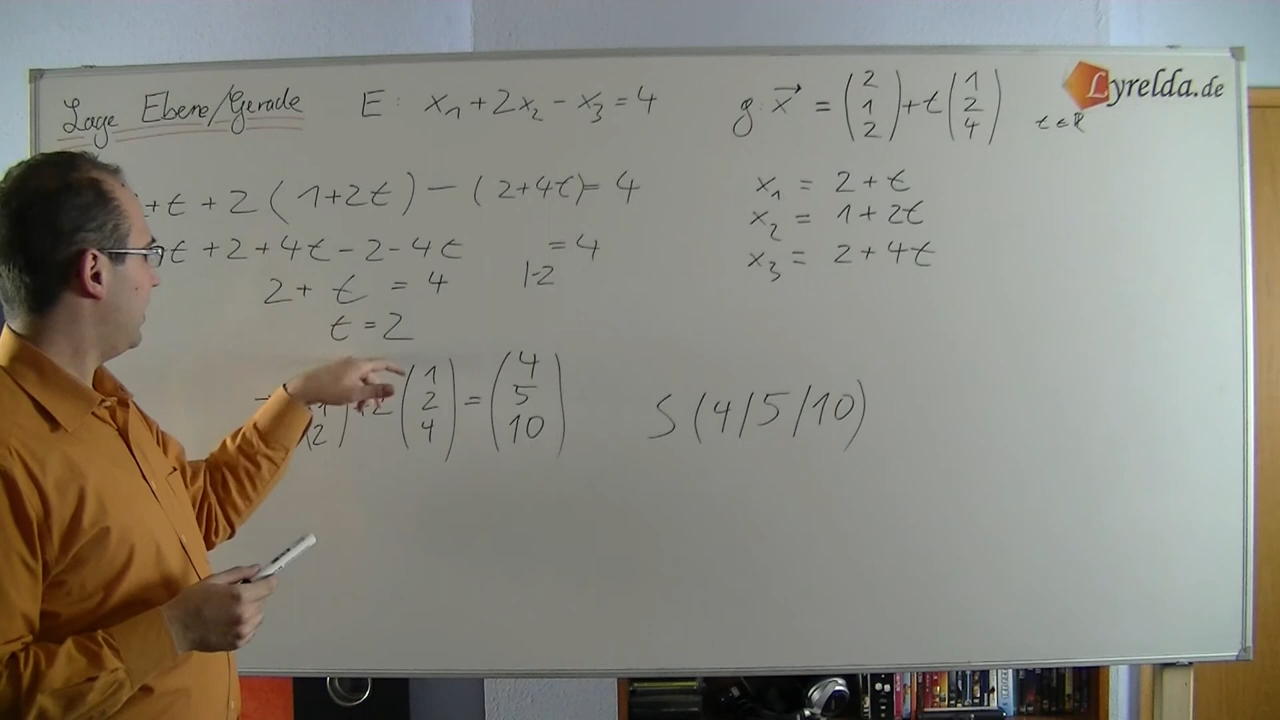 Lage Ebene/Gerade E: x₁+2x₂-x₃=4 g: x⃗ = (2 1 2) + t (1 2 4) t∈ℝ
Lyrelda.de
+t+2(1+2t)-(2+4t)=4
t+2+4t-2-4t =4
2+t=4 |-2
t=2
x₁ = 2+t
x₂ = 1+2t
x₃ = 2+4t
2 (1 2 4) = (4 5 10) S(4/5/10)